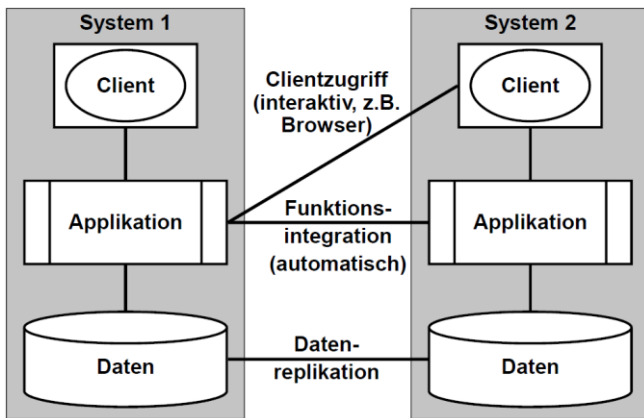 System 1
System 2
Client
Clientzugriff
(interaktiv, z.B.
Browser)
Client
Applikation
Funktions-
integration
(automatisch)
Applikation
Daten
Daten-
replikation
Daten